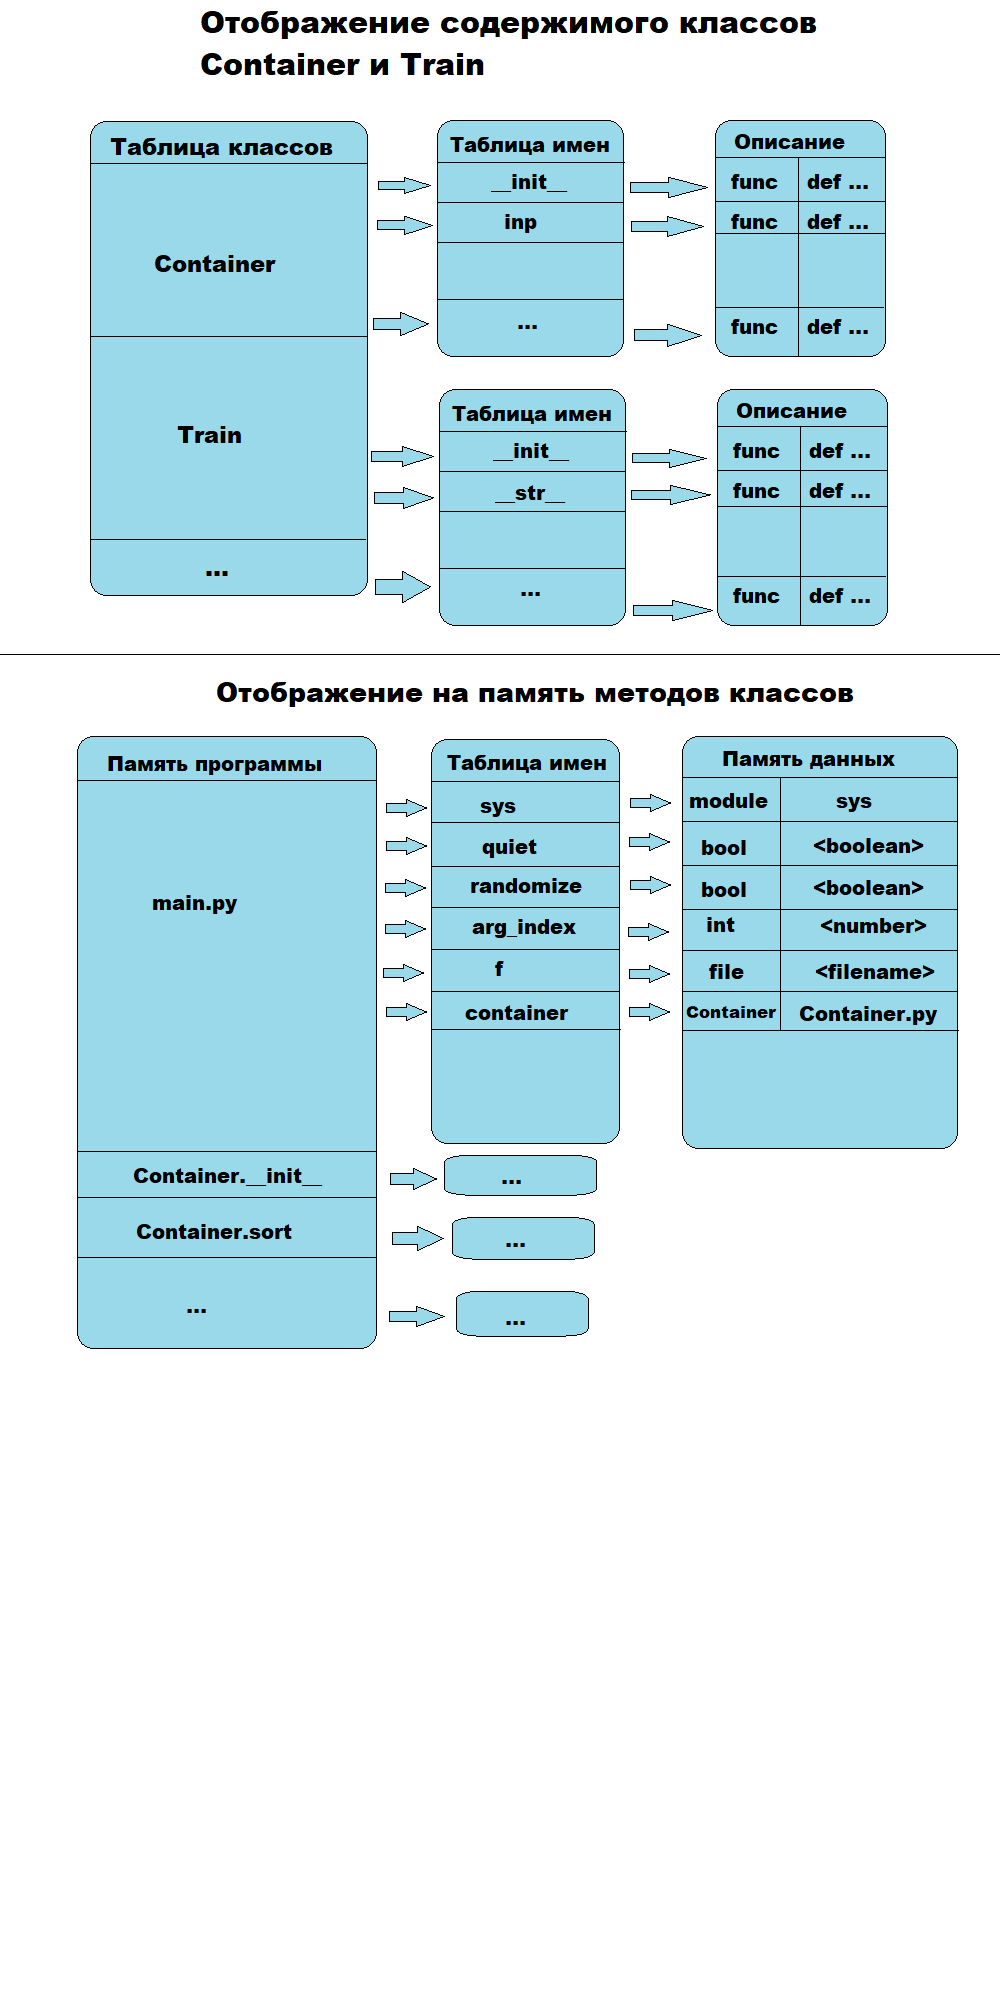 Отображение содержимого классов
Container и Train
Таблица классов
Container
Train
...
Таблица имен
__init__
inp
...
Описание
func def ...
func def ...
func def ...
Таблица имен
__init__
__str__
...
Описание
func def ...
func def ...
func def ...
Отображение на память методов классов
Память программы
main.py
Container.__init__
Container.sort
...
Таблица имен
sys
quiet
randomize
arg_index
f
container
...
...
...
Память данных
module sys
bool <boolean>
bool <boolean>
int <number>
file <filename>
Container Container.py